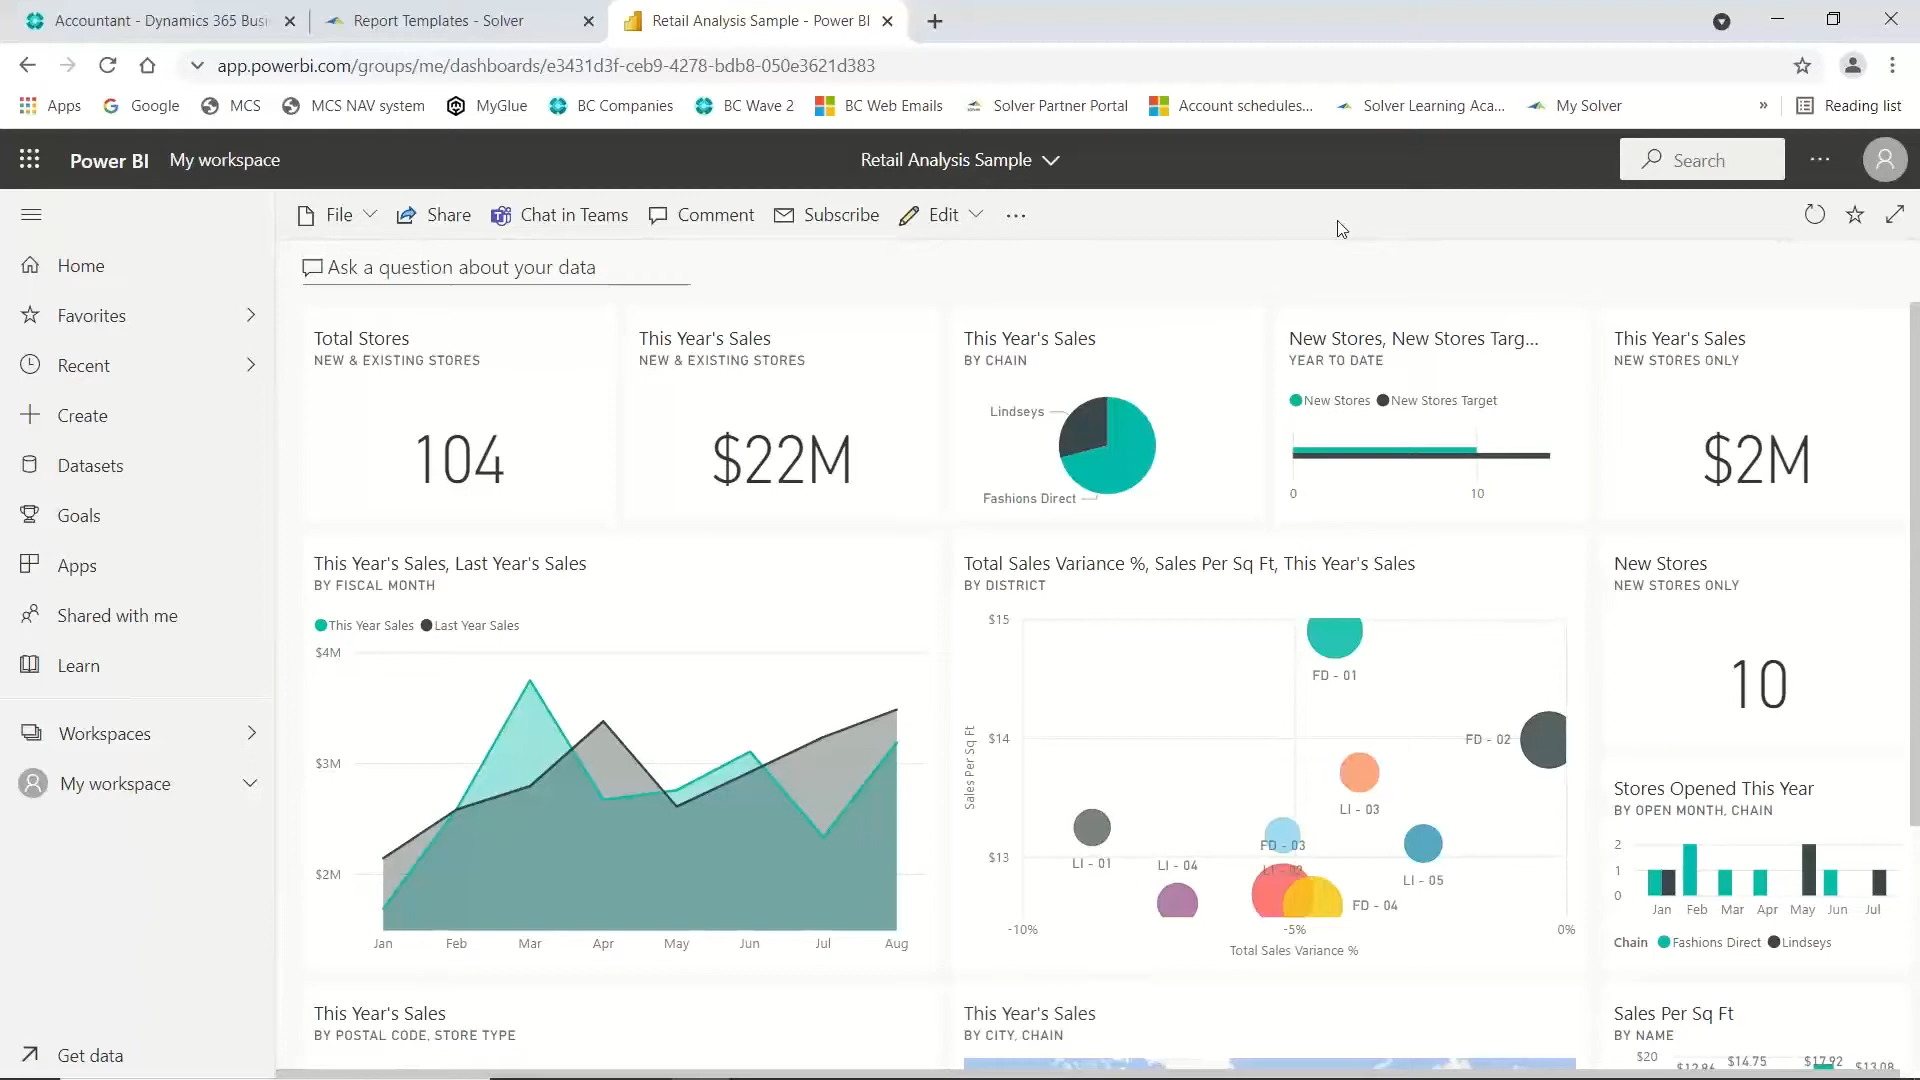 Accountant - Dynamics 365 Busi
Report Templates - Solver
Retail Analysis Sample - Power BI
app.powerbi.com/groups/me/dashboards/e3431d3f-ceb9-4278-bdb8-050e3621d383
Apps
Google
MCS
MCS NAV system
MyGlue
BC Companies
BC Wave 2
BC Web Emails
Solver Partner Portal
Account schedules...
Solver Learning Aca...
My Solver
»
Reading list
Power BI
My workspace
Retail Analysis Sample
Search
File
Share
Chat in Teams
Comment
Subscribe
Edit
Home
Favorites
Recent
Create
Datasets
Goals
Apps
Shared with me
Learn
Workspaces
My workspace
Get data
Ask a question about your data
Total Stores
NEW & EXISTING STORES
104
This Year's Sales
NEW & EXISTING STORES
$22M
This Year's Sales
BY CHAIN
Lindseys
Fashions Direct
New Stores, New Stores Targ...
YEAR TO DATE
New Stores
New Stores Target
0
10
This Year's Sales
NEW STORES ONLY
$2M
This Year's Sales, Last Year's Sales
BY FISCAL MONTH
This Year Sales
Last Year Sales
$4M
$3M
$2M
Jan
Feb
Mar
Apr
May
Jun
Jul
Aug
Total Sales Variance %, Sales Per Sq Ft, This Year's Sales
BY DISTRICT
$15
$14
$13
Sales Per Sq Ft
FD - 01
FD - 02
LI - 03
LI - 01
FD - 03
LI - 02
LI - 04
LI - 05
FD - 04
-10%
-5%
0%
Total Sales Variance %
New Stores
NEW STORES ONLY
10
Stores Opened This Year
BY OPEN MONTH, CHAIN
2
1
0
Jan
Feb
Mar
Apr
May
Jun
Jul
Chain
Fashions Direct
Lindseys
This Year's Sales
BY POSTAL CODE, STORE TYPE
This Year's Sales
BY CITY, CHAIN
Sales Per Sq Ft
BY NAME
$20
$12.86
$14.75
$17.92
$13.08